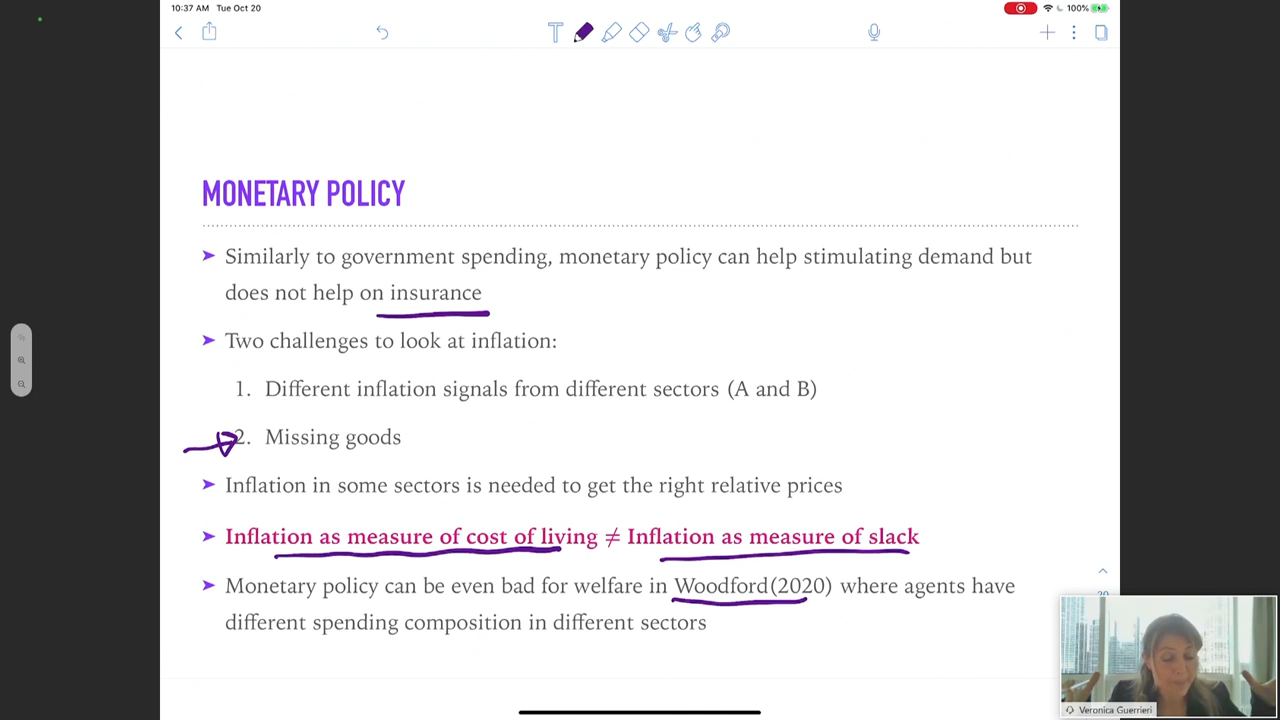 10:37 AM Tue Oct 20
100%
T
MONETARY POLICY
➤ Similarly to government spending, monetary policy can help stimulating demand but
does not help on insurance
➤ Two challenges to look at inflation:
1. Different inflation signals from different sectors (A and B)
2. Missing goods
➤ Inflation in some sectors is needed to get the right relative prices
➤ Inflation as measure of cost of living ≠ Inflation as measure of slack
➤ Monetary policy can be even bad for welfare in Woodford(2020) where agents have
different spending composition in different sectors
Veronica Guerrieri